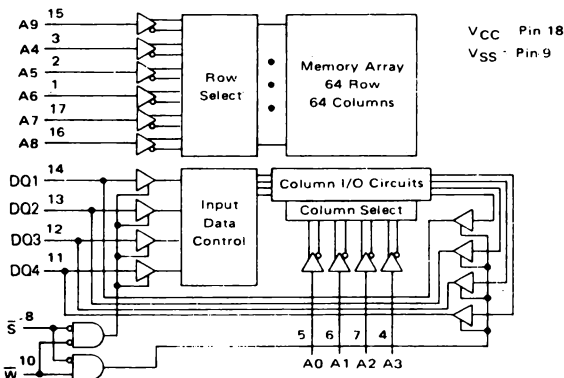 A9 15
A4 3
A5 2
A6 1
A7 17
A8 16
Row
Select
Memory Array
64 Row
64 Columns
VCC Pin 18
VSS - Pin 9
DQ1 14
DQ2 13
DQ3 12
DQ4 11
Input
Data
Control
Column I/O Circuits
Column Select
S 8
W 10
5 6 7 4
A0 A1 A2 A3